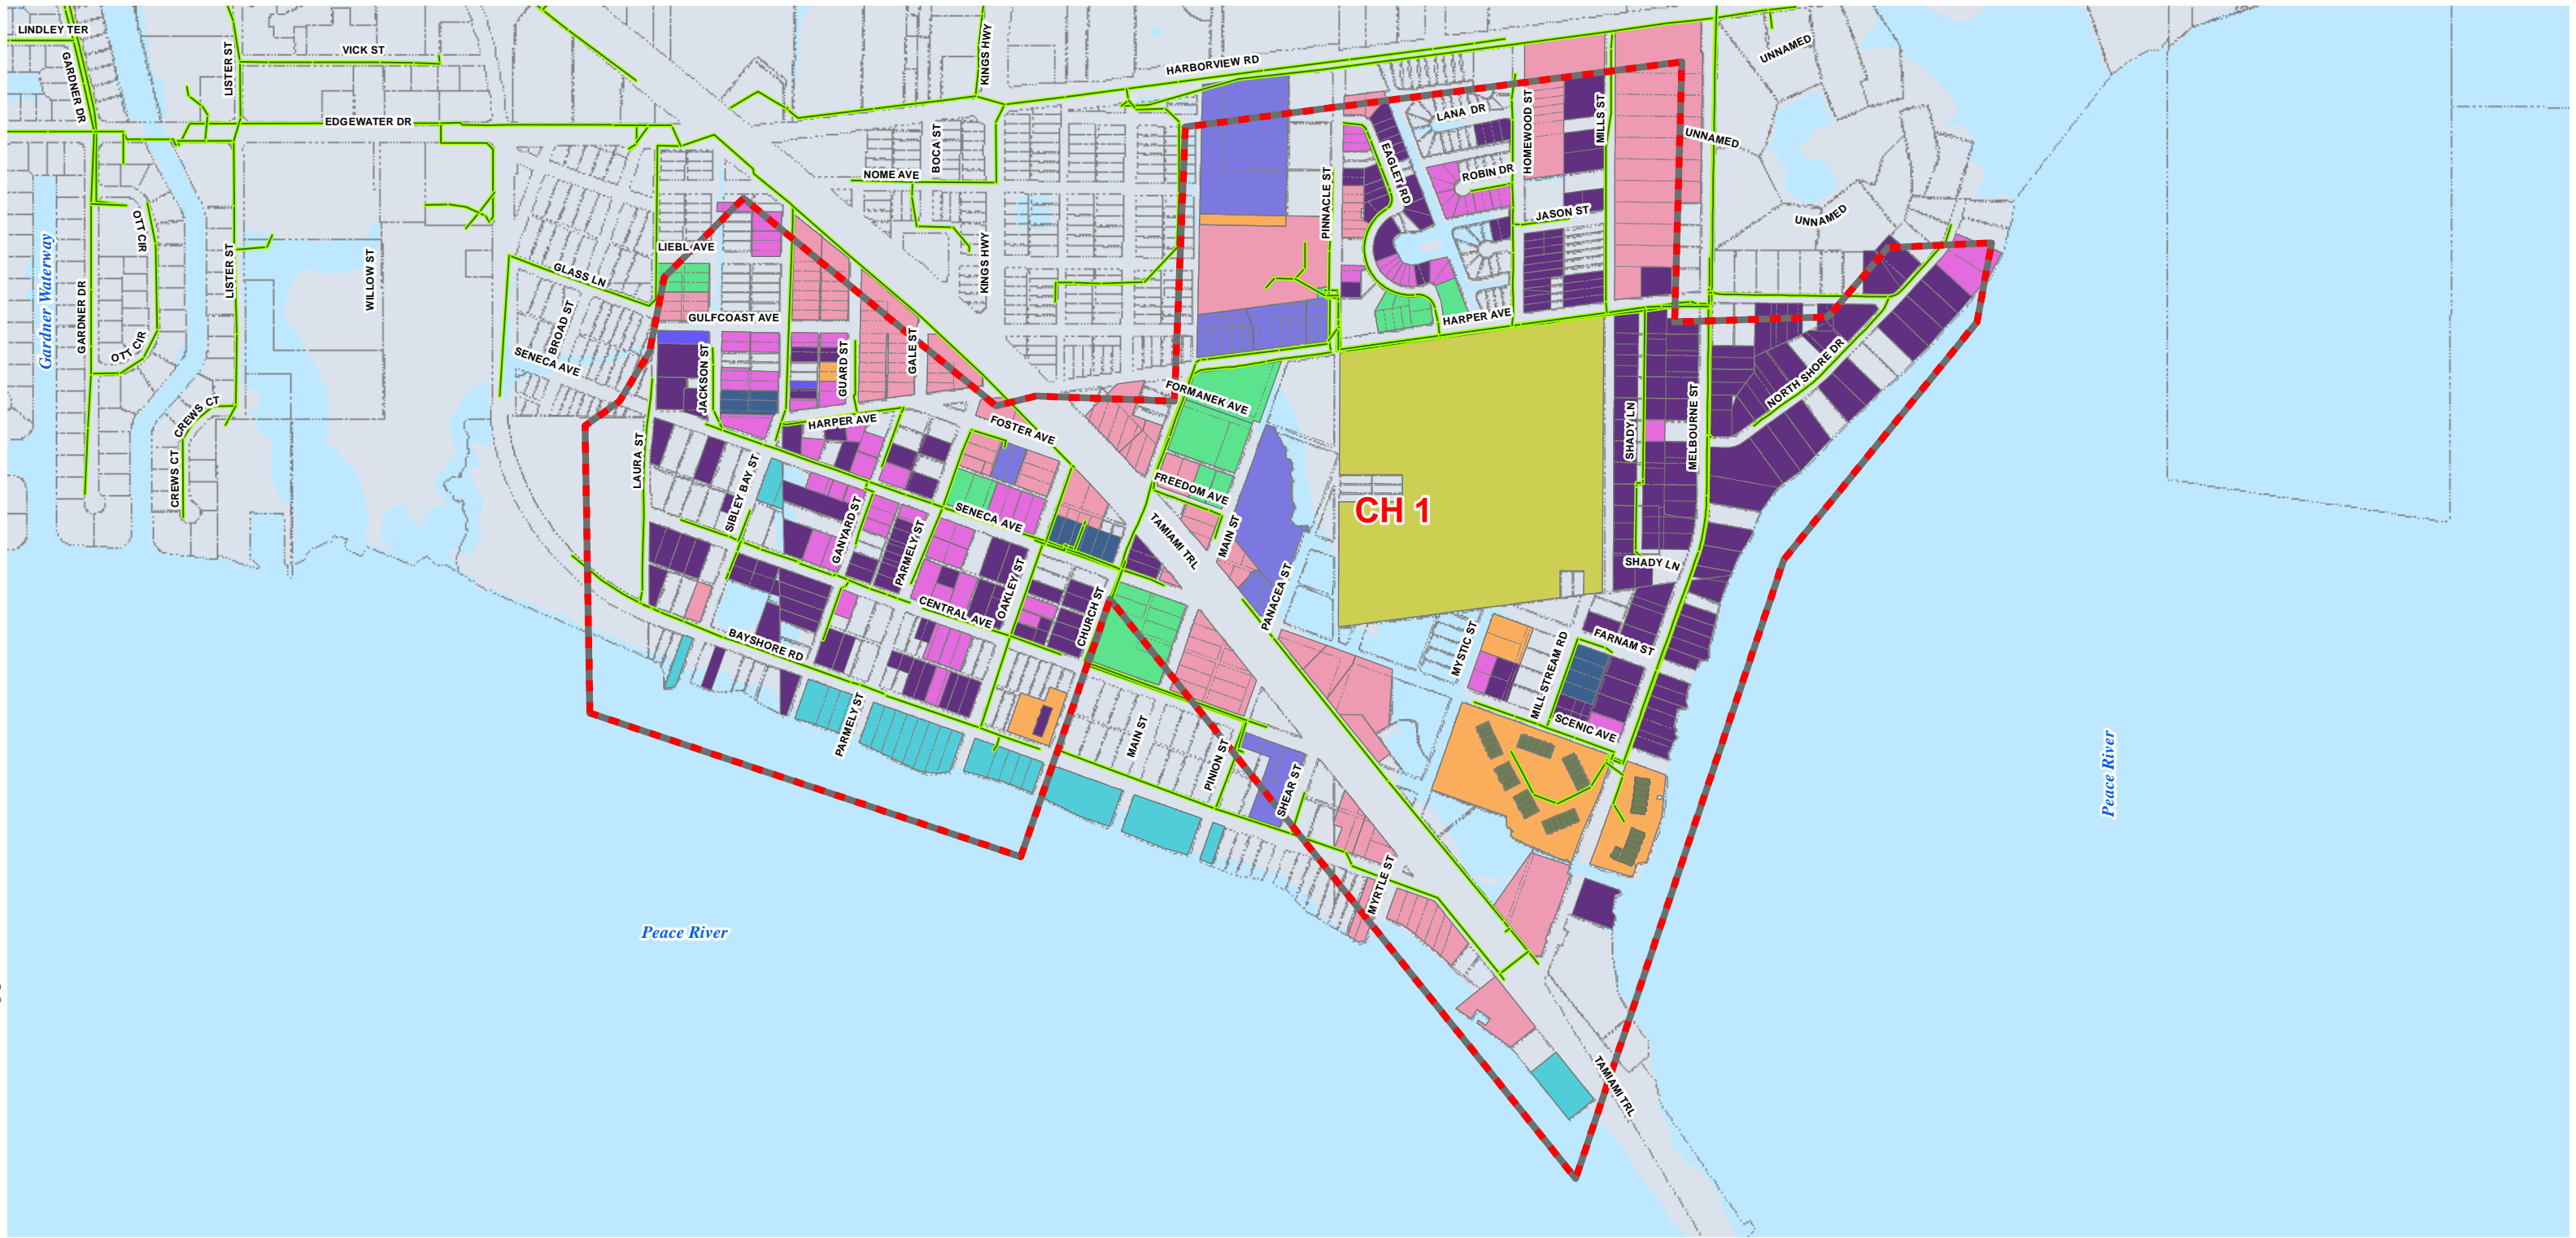 LINDLEY TER
GARDNER DR
LISTER ST
VICK ST
KINGS HWY
HARBORVIEW RD
UNNAMED
EDGEWATER DR
BOCA ST
NOME AVE
LANA DR
HOMEWOOD ST
MILLS ST
UNNAMED
EAGLET RD
ROBIN DR
PINNACLE ST
JASON ST
UNNAMED
OTT CIR
LISTER ST
WILLOW ST
LIEBL AVE
KINGS HWY
Gardner Waterway
GARDNER DR
GLASS LN
BROAD ST
GULFCOAST AVE
HARPER AVE
OTT CIR
SENECA AVE
JACKSON ST
GUARD ST
GALE ST
NORTH SHORE DR
CREWS CT
FORMANEK AVE
HARPER AVE
FOSTER AVE
SHADY LN
MELBOURNE ST
LAURA ST
CREWS CT
SIBLEY BAY ST
FREEDOM AVE
CH 1
GANYARD ST
SENECA AVE
PARMELY ST
TAMIAMI TRL
MAIN ST
SHADY LN
OAKLEY ST
PANACEA ST
CENTRAL AVE
CHURCH ST
BAYSHORE RD
MYSTIC ST
MILL STREAM RD
FARNAM ST
PARMELY ST
MAIN ST
PINION ST
SHEAR ST
SCENIC AVE
Peace River
MYRTLE ST
Peace River
TAMIAMI TRL